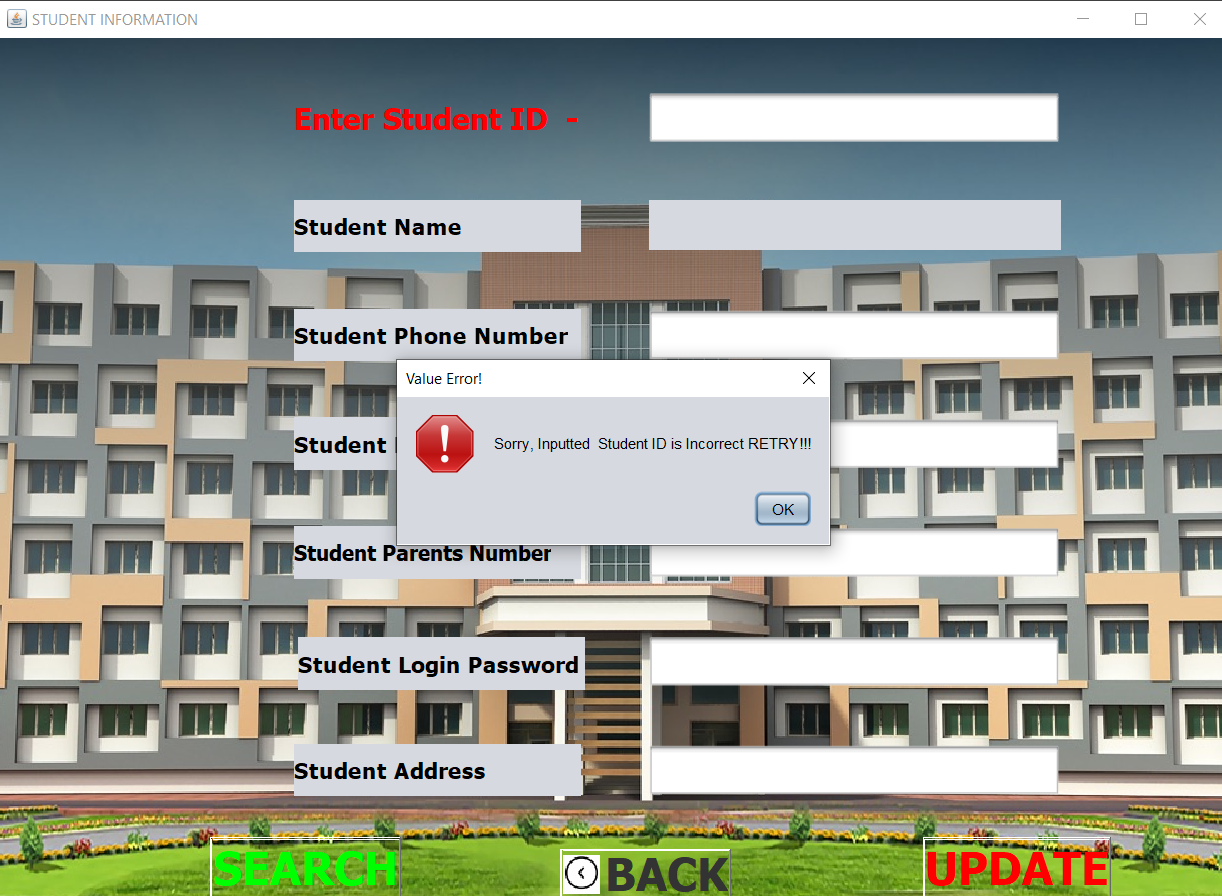 STUDENT INFORMATION
Enter Student ID -
Student Name
Student Phone Number
Value Error!
Sorry, Inputted  Student ID is Incorrect RETRY!!!
Student
OK
Student Parents Number
Student Login Password
Student Address
SEARCH
BACK
UPDATE